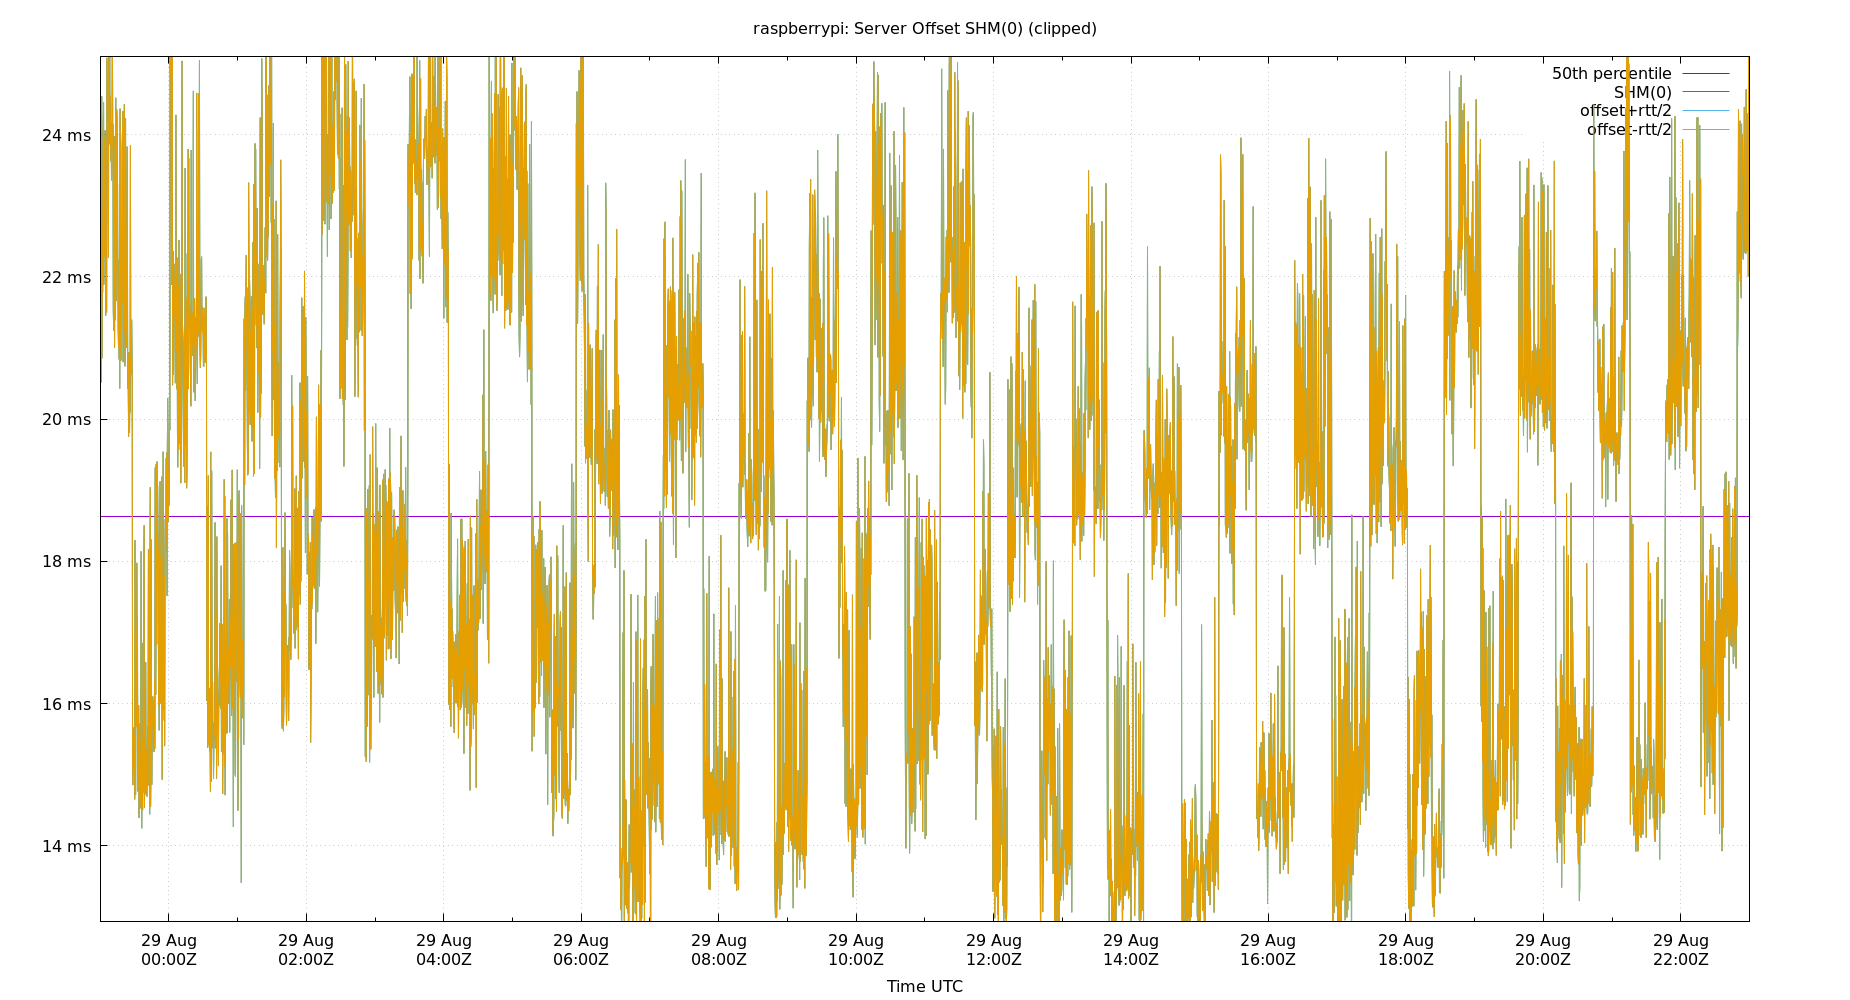 raspberrypi: Server Offset SHM(0) (clipped)
50th percentile
SHM(0)
offset+rtt/2
offset-rtt/2
24 ms
22 ms
20 ms
18 ms
16 ms
14 ms
29 Aug 29 Aug 29 Aug 29 Aug 29 Aug 29 Aug 29 Aug 29 Aug 29 Aug 29 Aug 29 Aug 29 Aug
00:00Z 02:00Z 04:00Z 06:00Z 08:00Z 10:00Z 12:00Z 14:00Z 16:00Z 18:00Z 20:00Z 22:00Z
Time UTC